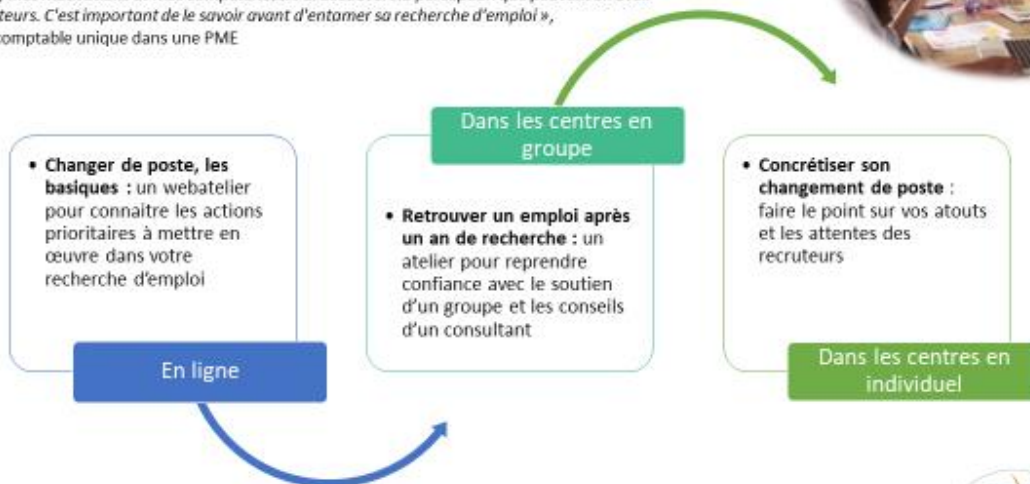 teurs. C'est important de le savoir avant d'entamer sa recherche d'emploi »,
comptable unique dans une PME
• Changer de poste, les
basiques : un webatelier
pour connaitre les actions
prioritaires à mettre en
œuvre dans votre
recherche d'emploi
En ligne
Dans les centres en
groupe
• Retrouver un emploi après
un an de recherche : un
atelier pour reprendre
confiance avec le soutien
d'un groupe et les conseils
d'un consultant
• Concrétiser son
changement de poste :
faire le point sur vos atouts
et les attentes des
recruteurs
Dans les centres en
individuel